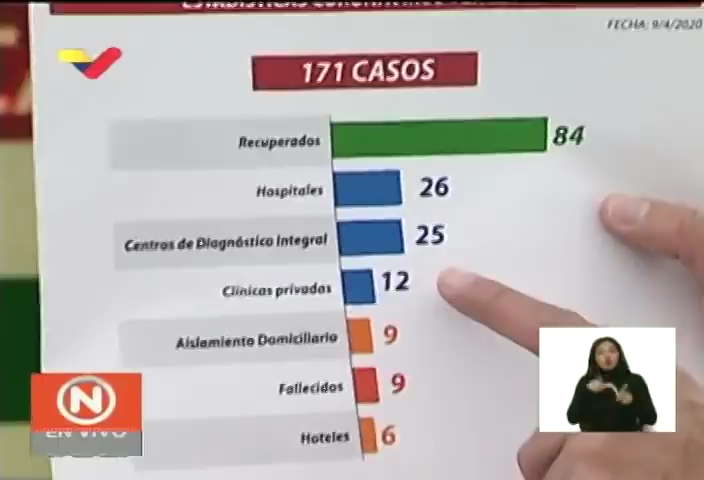 FECHA: 9/4/2020
171 CASOS
Recuperados 84
Hospitales 26
Centros de Diagnóstico Integral 25
Clínicas privadas 12
Aislamiento Domiciliario 9
Fallecidos 9
Hoteles 6
N
EN VIVO